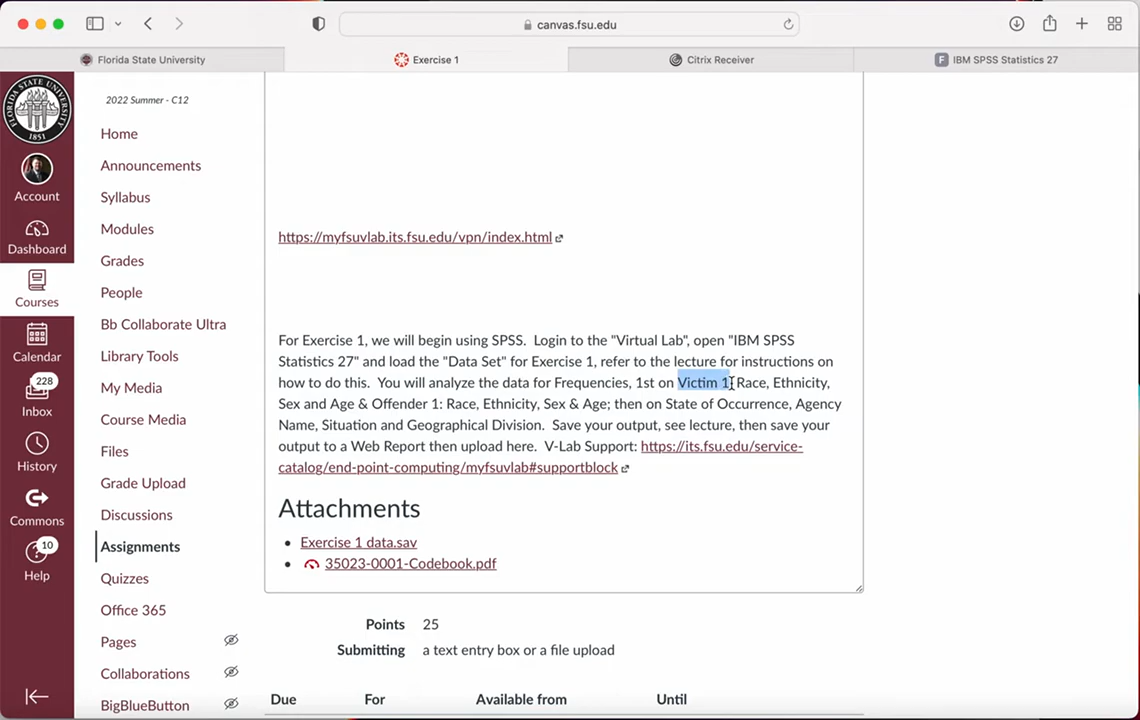 canvas.fsu.edu
Florida State University
Exercise 1
Citrix Receiver
F IBM SPSS Statistics 27
FLORIDA STATE UNIVERSITY
1851
Account
Dashboard
Courses
Calendar
228
Inbox
History
Commons
10
Help
2022 Summer - C12
Home
Announcements
Syllabus
Modules
Grades
People
Bb Collaborate Ultra
Library Tools
My Media
Course Media
Files
Grade Upload
Discussions
Assignments
Quizzes
Office 365
Pages
Collaborations
BigBlueButton
https://myfsuvlab.its.fsu.edu/vpn/index.html
For Exercise 1, we will begin using SPSS. Login to the "Virtual Lab", open "IBM SPSS
Statistics 27" and load the "Data Set" for Exercise 1, refer to the lecture for instructions on
how to do this. You will analyze the data for Frequencies, 1st on Victim 1: Race, Ethnicity,
Sex and Age & Offender 1: Race, Ethnicity, Sex & Age; then on State of Occurrence, Agency
Name, Situation and Geographical Division. Save your output, see lecture, then save your
output to a Web Report then upload here. V-Lab Support: https://its.fsu.edu/service-
catalog/end-point-computing/myfsuvlab#supportblock
Attachments
Exercise 1 data.sav
35023-0001-Codebook.pdf
Points 25
Submitting a text entry box or a file upload
Due For Available from Until